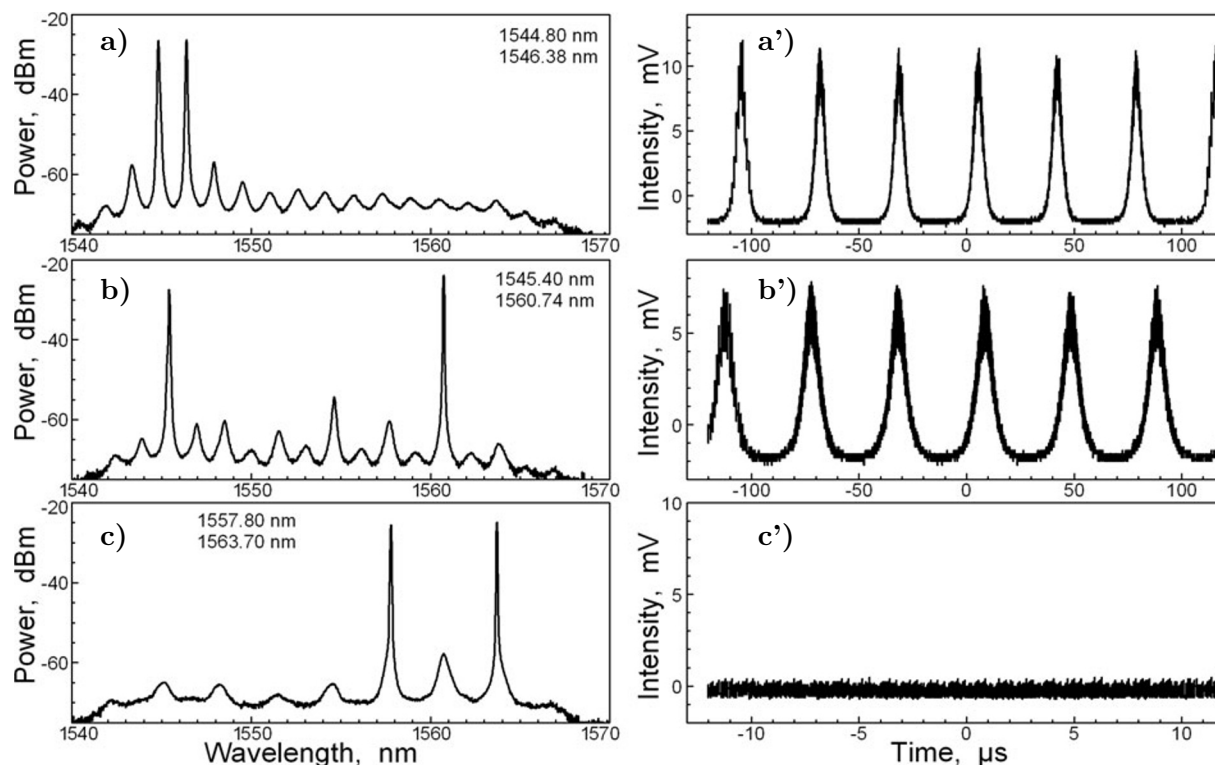 a)
1544.80 nm
1546.38 nm
Power, dBm
-20
-40
-60
1540
1550
1560
1570
a')
Intensity, mV
10
5
0
-100
-50
0
50
100
b)
1545.40 nm
1560.74 nm
Power, dBm
-20
-40
-60
1540
1550
1560
1570
b')
Intensity, mV
5
0
-100
-50
0
50
100
c)
1557.80 nm
1563.70 nm
Power, dBm
-20
-40
-60
1540
1550
1560
1570
Wavelength, nm
c')
Intensity, mV
10
5
0
-10
-5
0
5
10
Time, µs